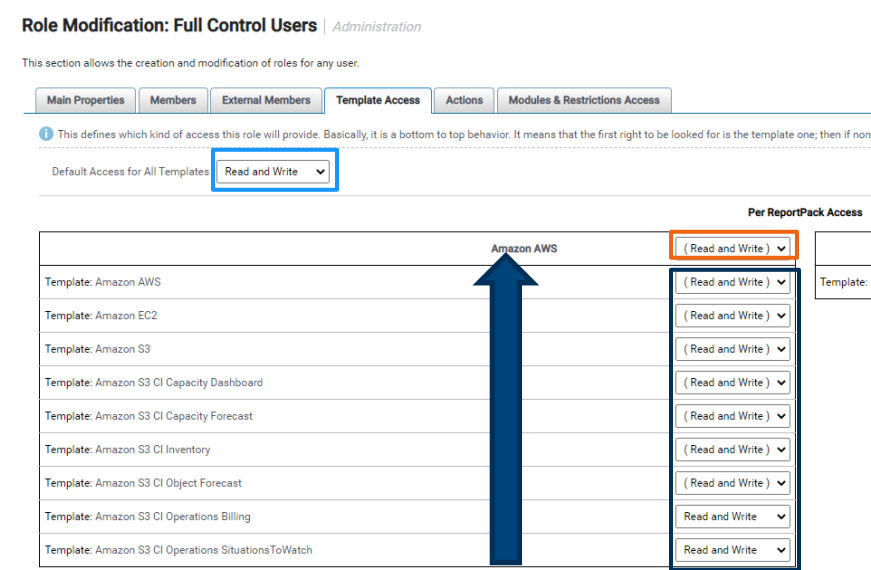 Role Modification: Full Control Users | Administration
This section allows the creation and modification of roles for any user.
Main Properties Members External Members Template Access Actions Modules & Restrictions Access
This defines which kind of access this role will provide. Basically, it is a bottom to top behavior. It means that the first right to be looked for is the template one; then if non
Default Access for All Templates Read and Write
Per ReportPack Access
Amazon AWS ( Read and Write )
Template: Amazon AWS ( Read and Write ) Template:
Template: Amazon EC2 ( Read and Write )
Template: Amazon S3 ( Read and Write )
Template: Amazon S3 CI Capacity Dashboard ( Read and Write )
Template: Amazon S3 CI Capacity Forecast ( Read and Write )
Template: Amazon S3 CI Inventory ( Read and Write )
Template: Amazon S3 CI Object Forecast ( Read and Write )
Template: Amazon S3 CI Operations Billing Read and Write
Template: Amazon S3 CI Operations SituationsToWatch Read and Write